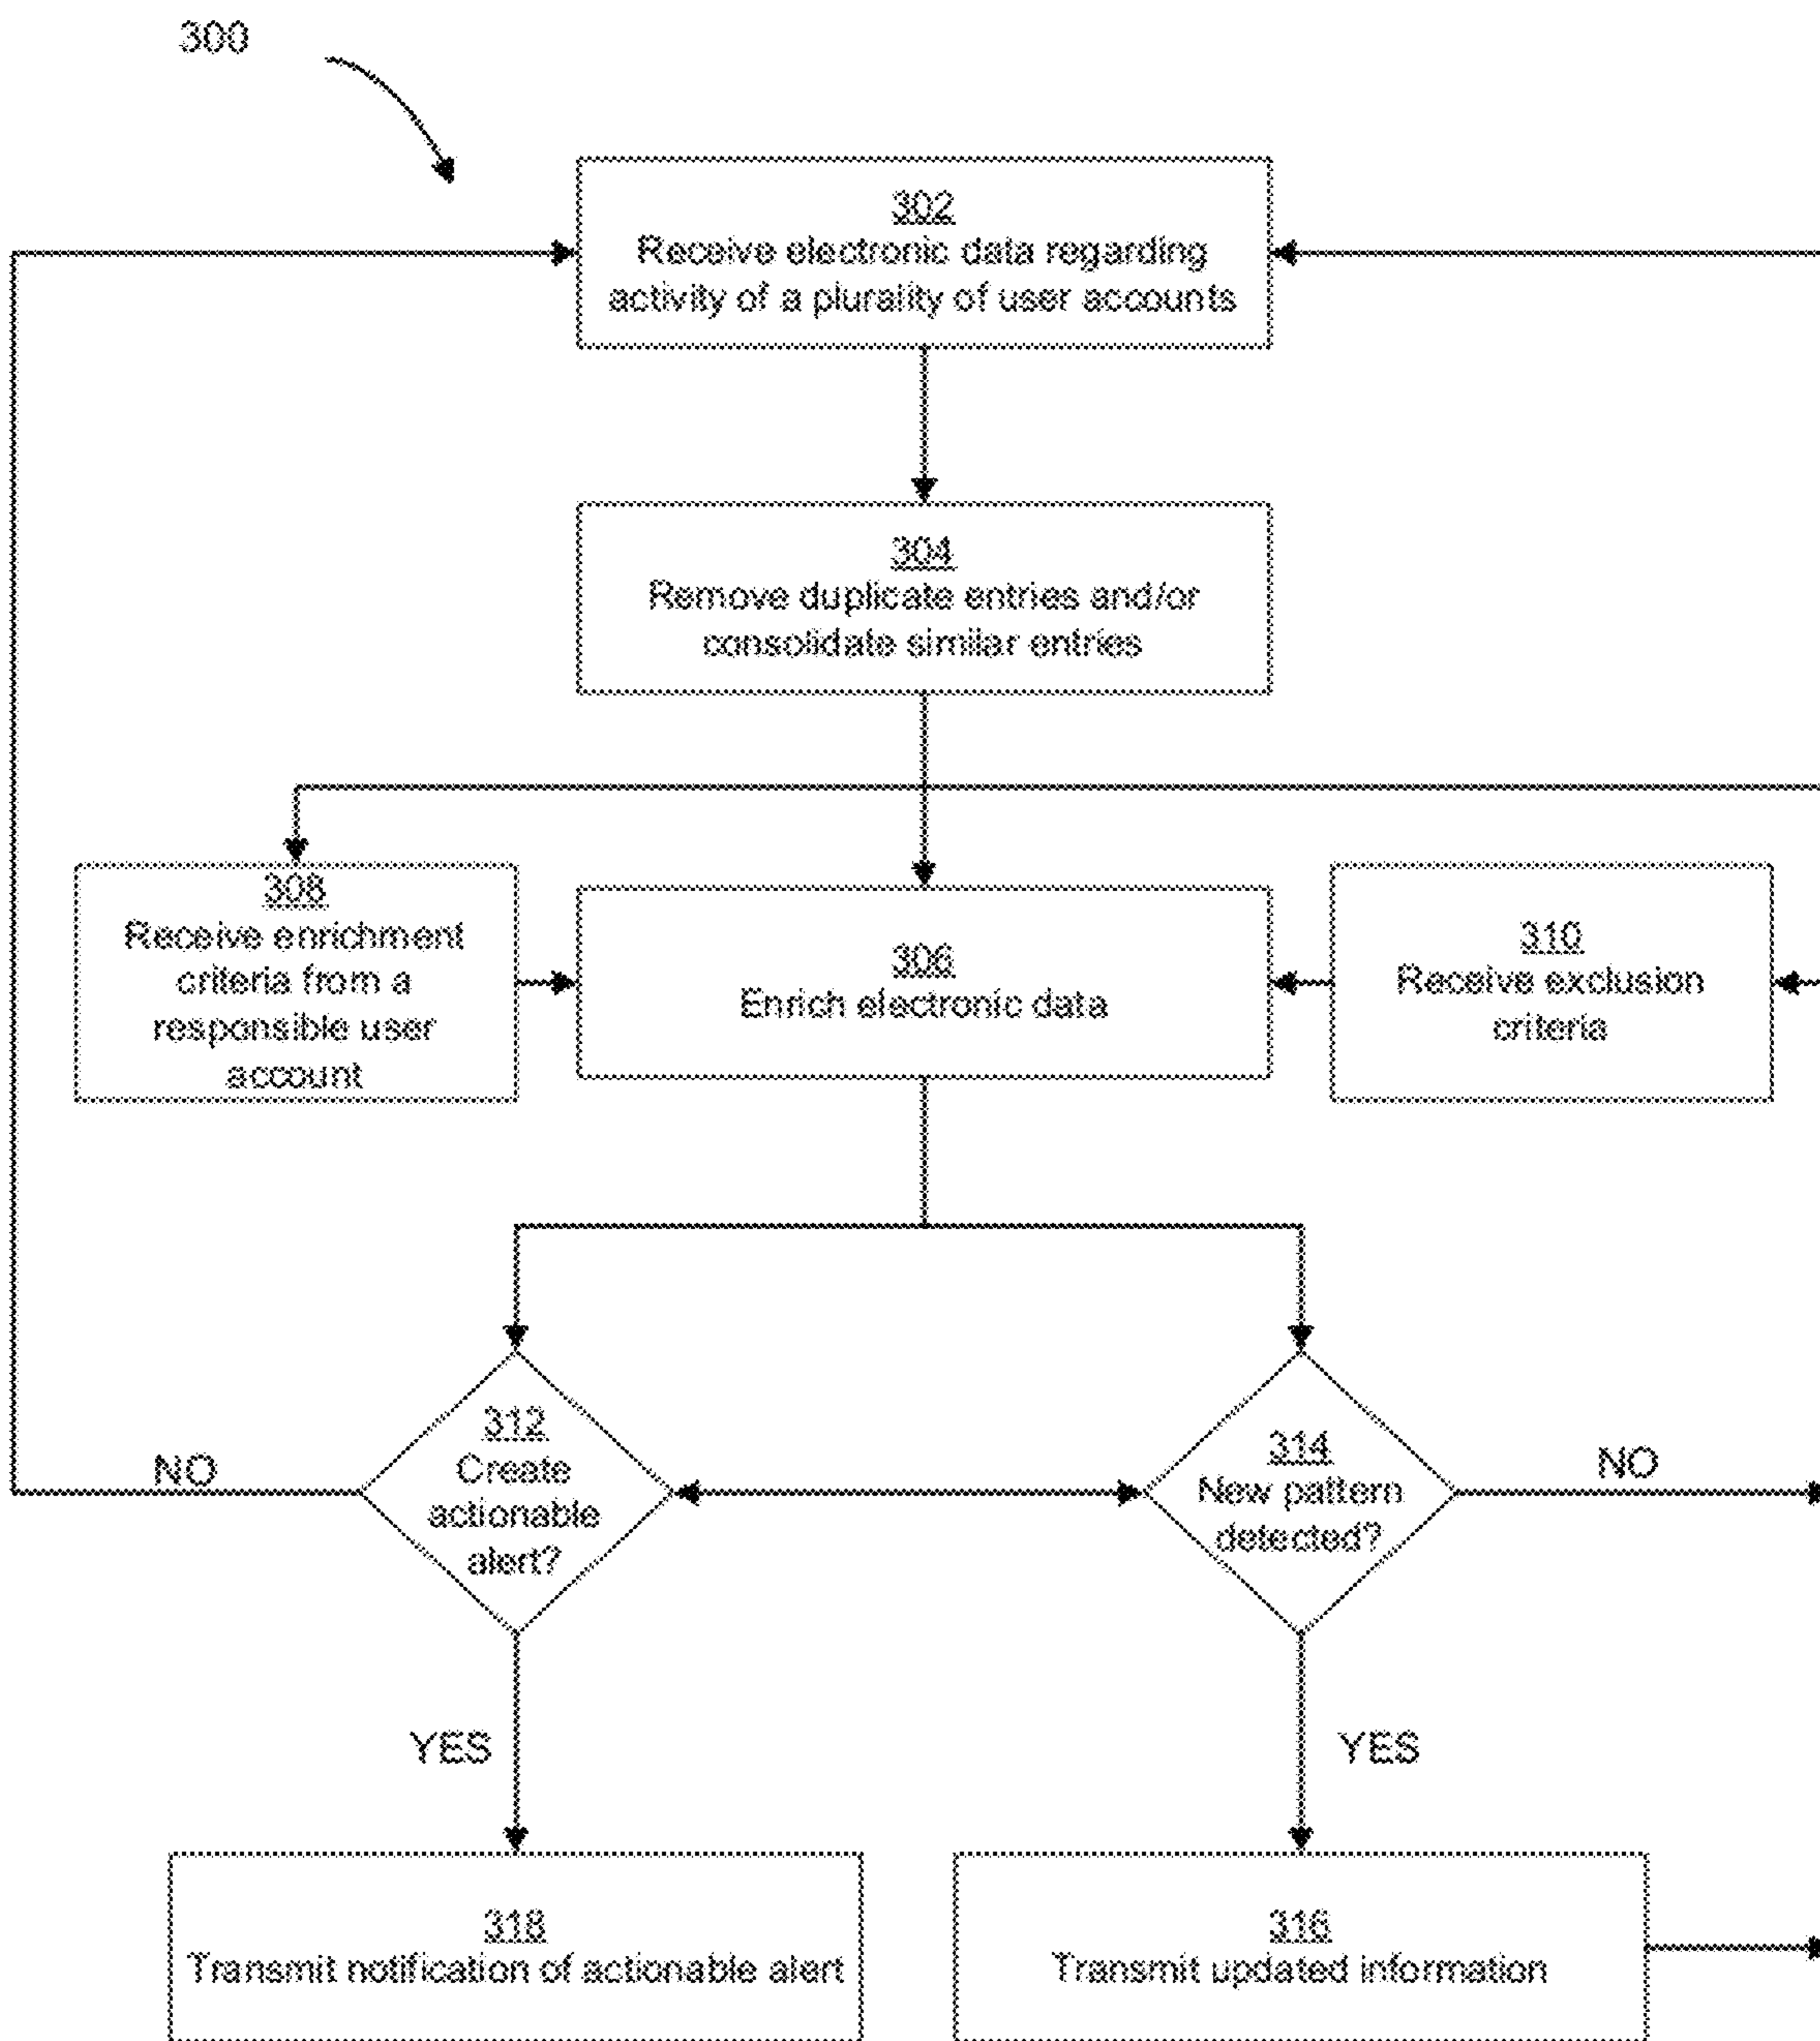 300
302
Receive electronic data regarding
activity of a plurality of user accounts
304
Remove duplicate entries and/or
consolidate similar entries
308
Receive enrichment
criteria from a
responsible user
account
306
Enrich electronic data
310
Receive exclusion
criteria
312
Create
actionable
alert?
NO
314
New pattern
detected?
NO
YES
YES
318
Transmit notification of actionable alert
316
Transmit updated information